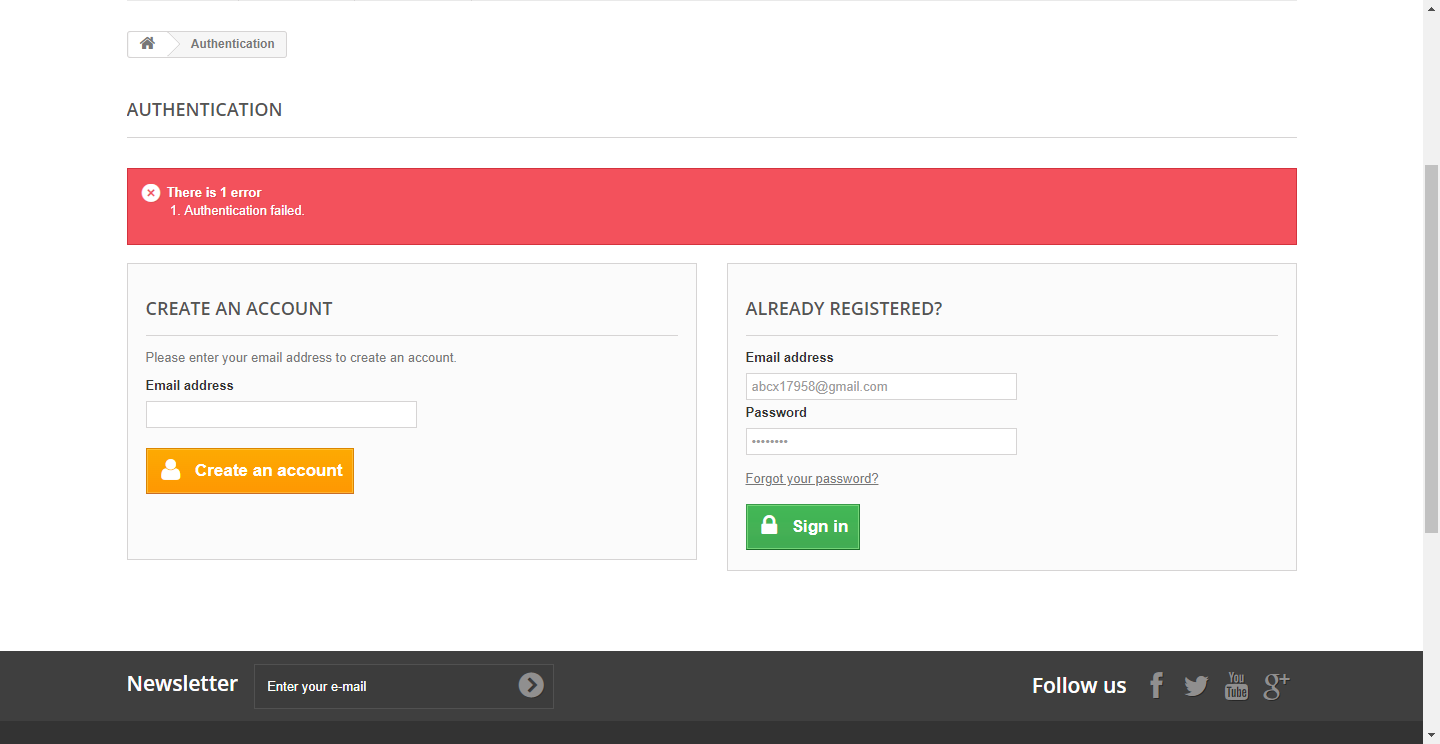 Authentication
AUTHENTICATION
There is 1 error
1. Authentication failed.
CREATE AN ACCOUNT
Please enter your email address to create an account.
Email address
Create an account
ALREADY REGISTERED?
Email address
abcx17958@gmail.com
Password
••••••••
Forgot your password?
Sign in
Newsletter
Enter your e-mail
Follow us
You
Tube
g+